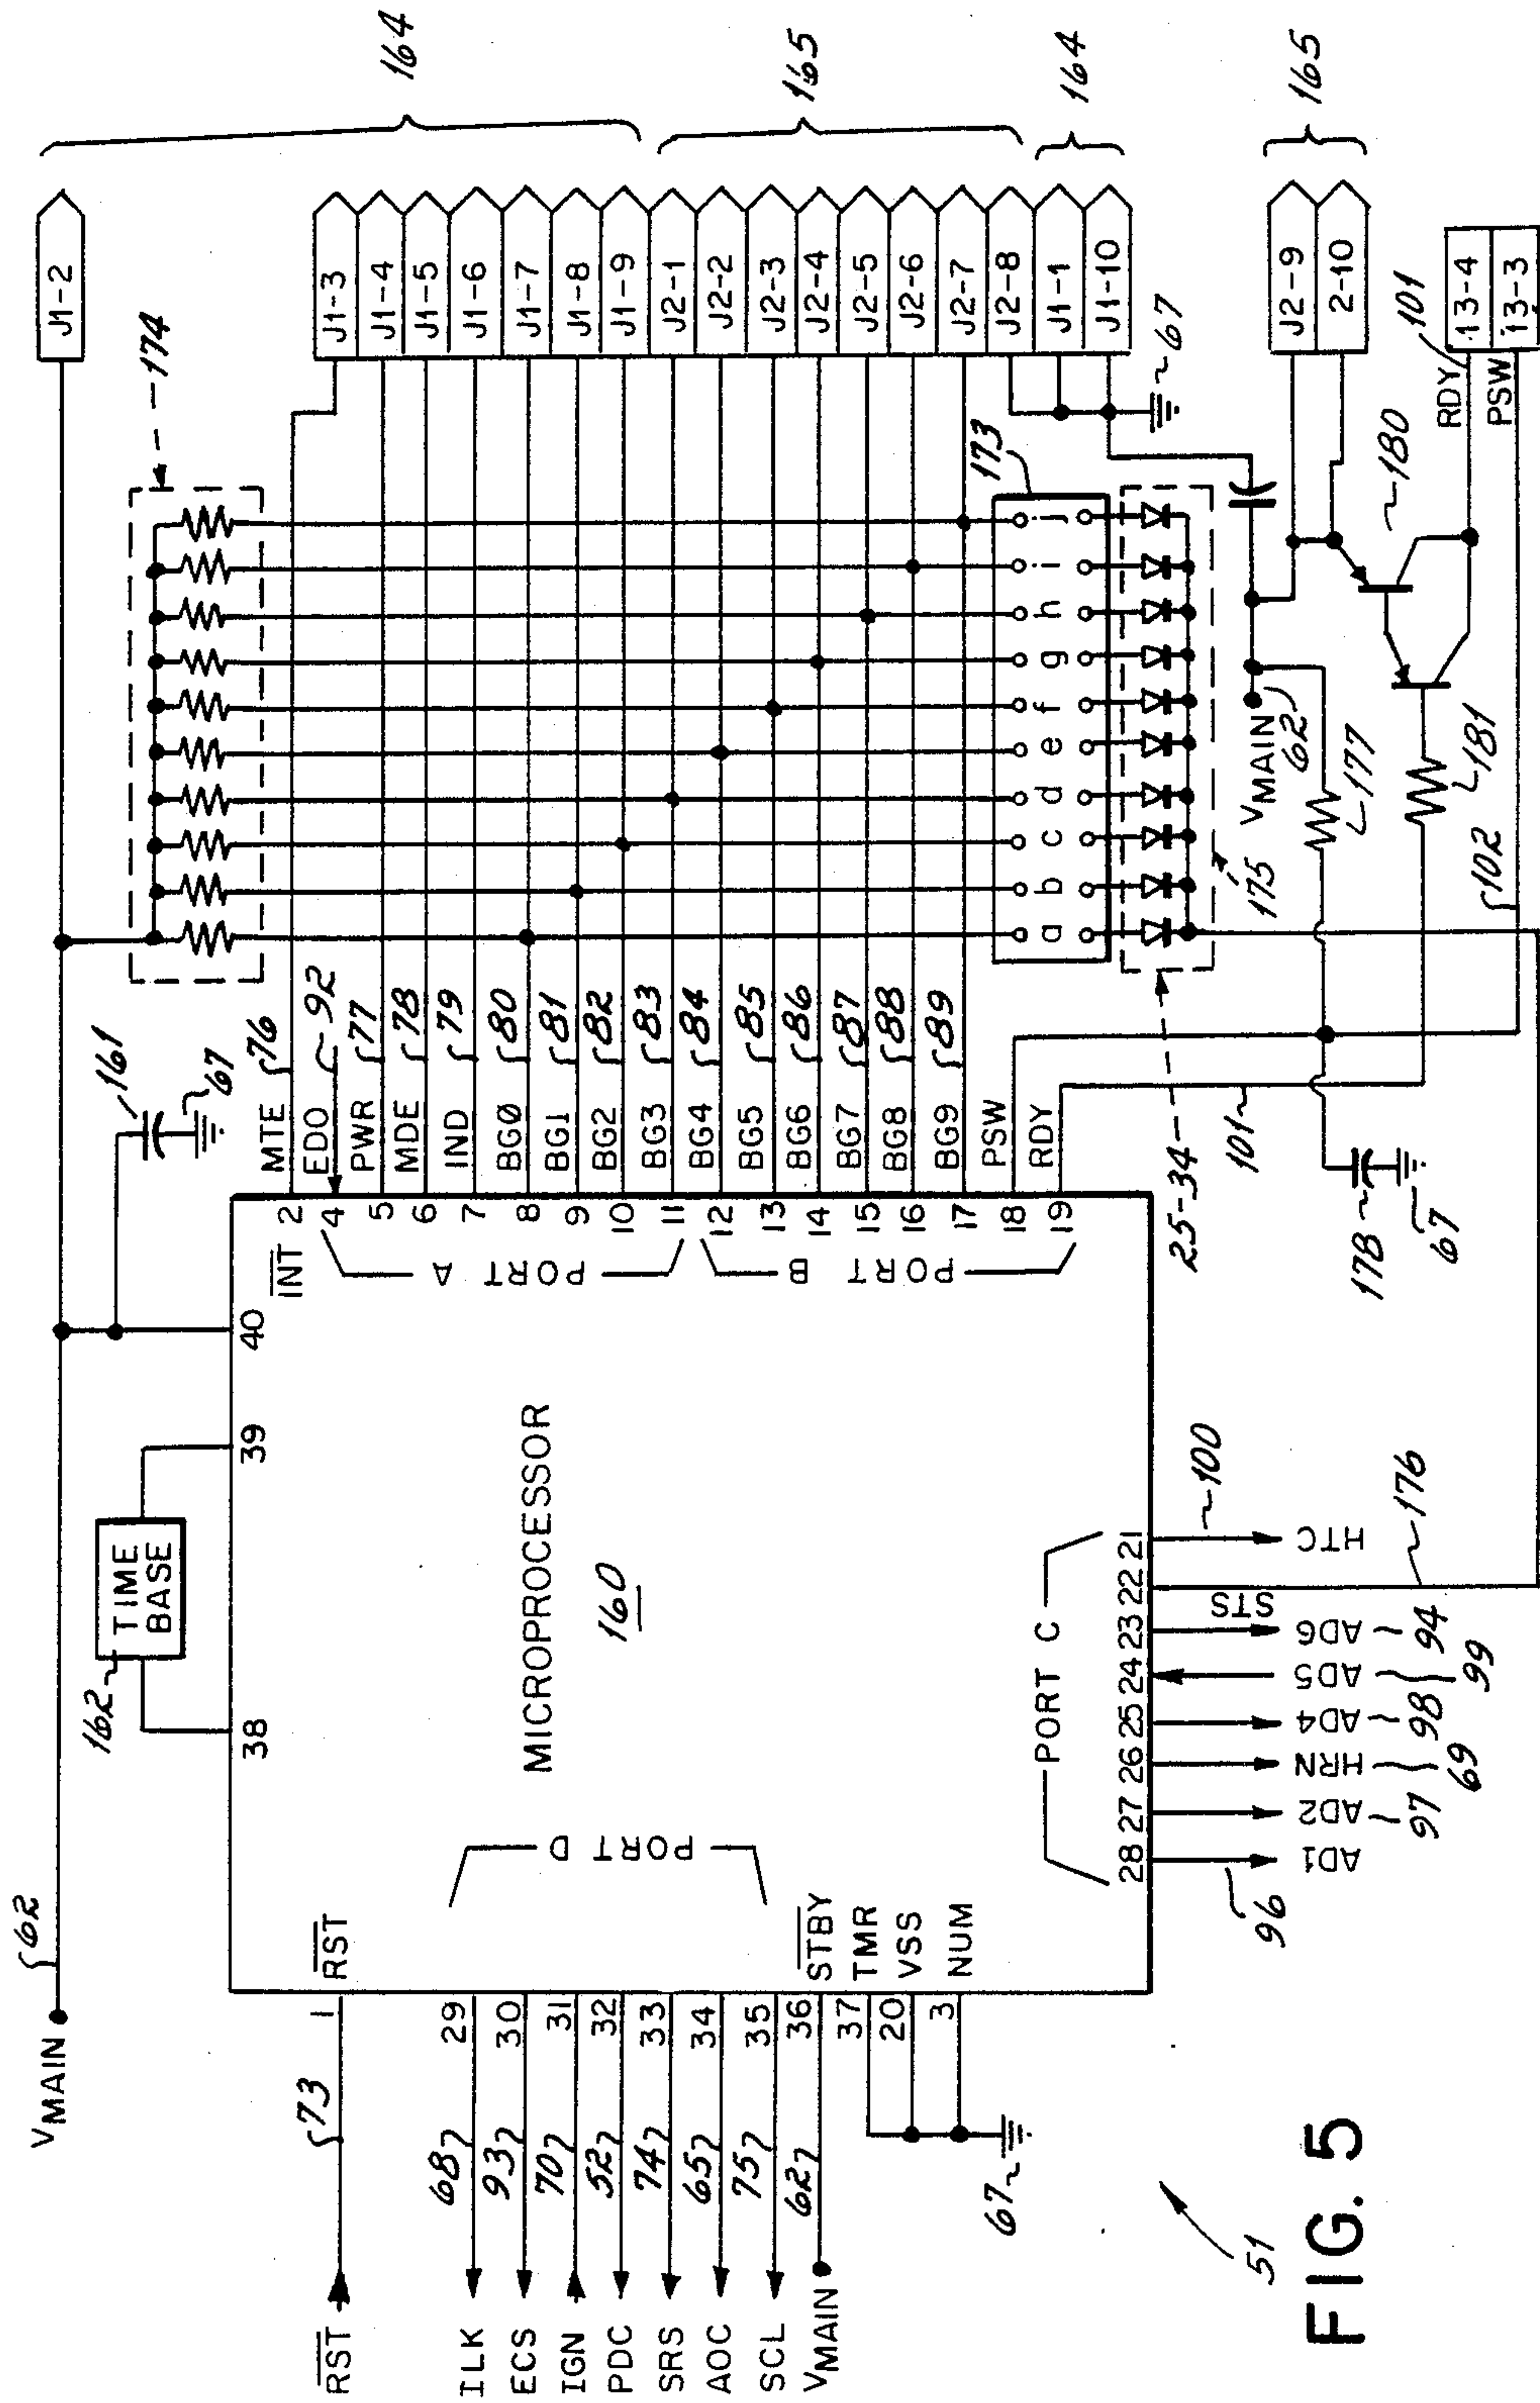 VMAIN
62
J1-2
164
162
TIME
BASE
161
67
174
38
39
40
MICROPROCESSOR
160
RST
73
1
RST
ILK
68
29
ECS
93
30
IGN
70
31
PDC
52
32
SRS
74
33
AOC
65
34
SCL
75
35
VMAIN
62
36
STBY
37
TMR
20
VSS
3
NUM
67
PORT D
INT
2
MTE
76
J1-3
4
EDO
92
5
PWR
77
J1-4
6
MDE
78
J1-5
7
IND
79
J1-6
8
BGØ
80
J1-7
9
BG1
81
J1-8
10
BG2
82
J1-9
11
BG3
83
J2-1
12
BG4
84
J2-2
13
BG5
85
J2-3
14
BG6
86
J2-4
15
BG7
87
J2-5
16
BG8
88
J2-6
17
BG9
89
J2-7
18
PSW
J2-8
19
RDY
J1-1
J1-10
PORT A
PORT B
165
164
173
a b c d e f g h i j
67
25-34
175
165
J2-9
2-10
VMAIN
62
177
180
181
101
RDY
13-4
PSW
13-3
102
101
178
67
PORT C
28 27 26 25 24 23 22 21
AD1 AD2 HRN AD4 AD5 AD6 STS HTC
96
97
69
98
99
94
176
100
51
FIG. 5